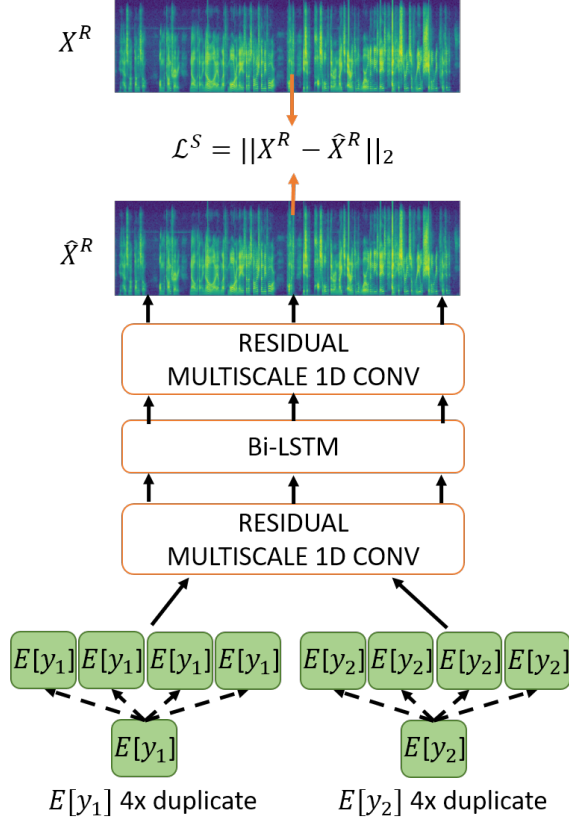 X^R
ℒ^S = ||X^R − X̂^R||_2
X̂^R
RESIDUAL
MULTISCALE 1D CONV
Bi-LSTM
RESIDUAL
MULTISCALE 1D CONV
E[y_1] E[y_1] E[y_1] E[y_1] E[y_2] E[y_2] E[y_2] E[y_2]
E[y_1] E[y_2]
E[y_1] 4x duplicate E[y_2] 4x duplicate